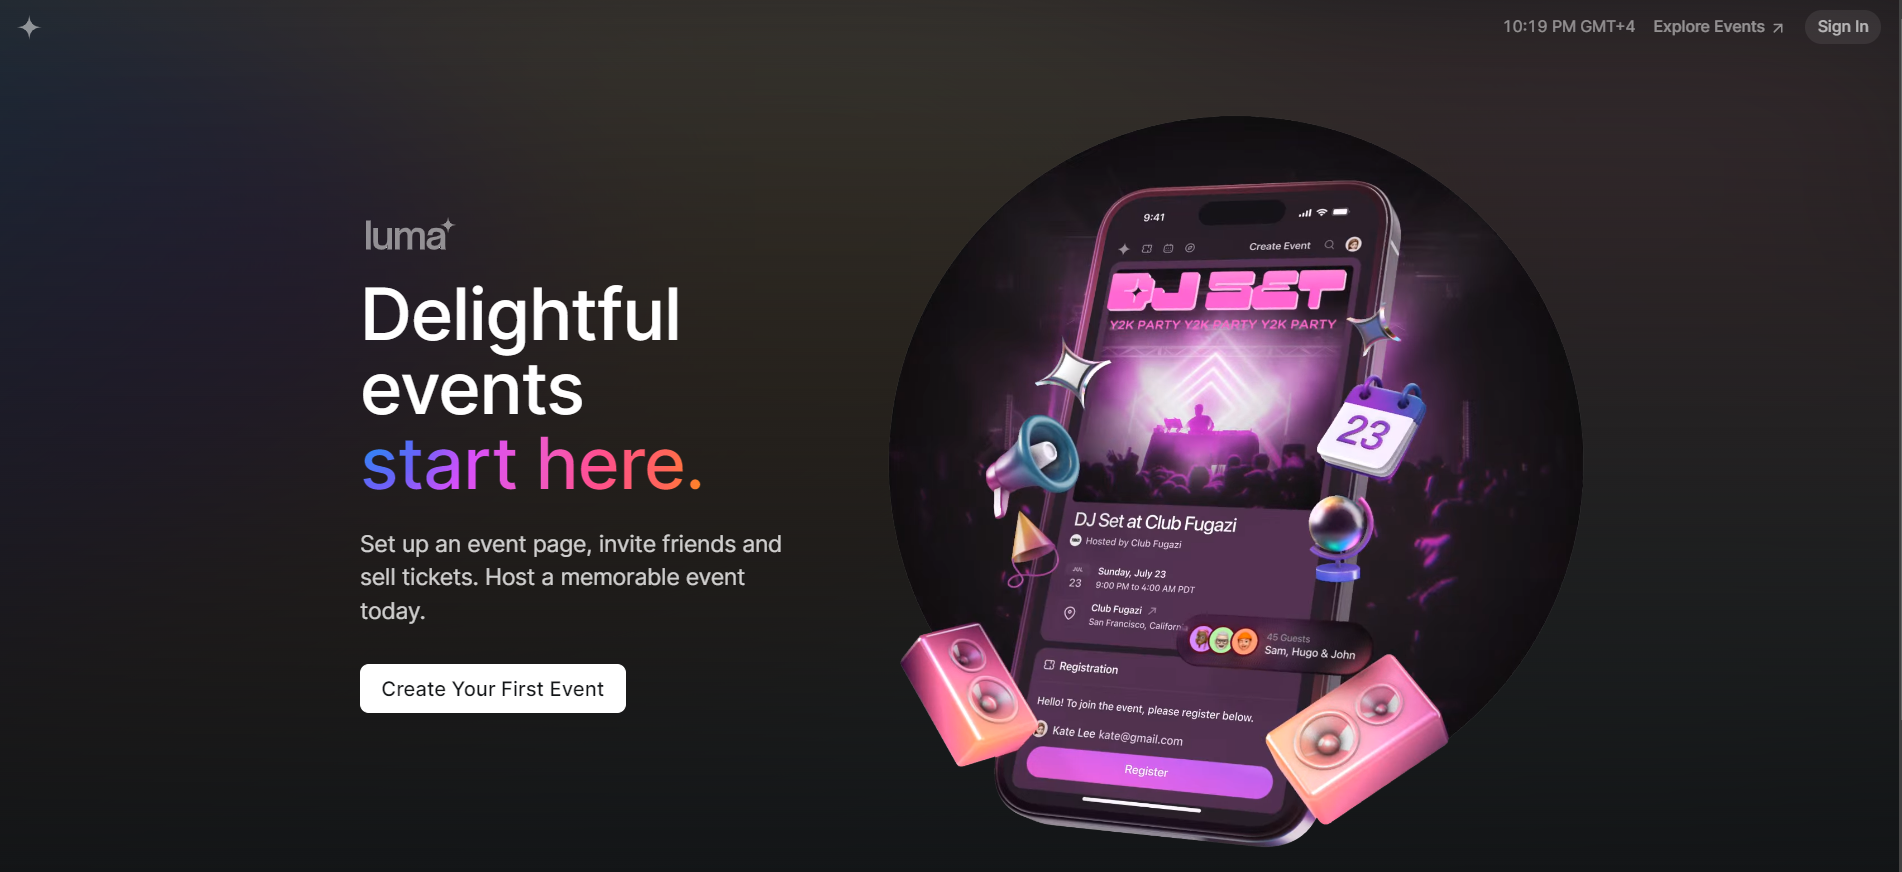 10:19 PM GMT+4 Explore Events ↗ Sign In
luma
Delightful
events
start here.
Set up an event page, invite friends and
sell tickets. Host a memorable event
today.
Create Your First Event
9:41
Create Event
DJ SET
Y2K PARTY Y2K PARTY Y2K PARTY
23
DJ Set at Club Fugazi
Hosted by Club Fugazi
JUL
23
Sunday, July 23
9:00 PM to 4:00 AM PDT
Club Fugazi ↗
San Francisco, Californ
45 Guests
Sam, Hugo & John
Registration
Hello! To join the event, please register below.
Kate Lee kate@gmail.com
Register